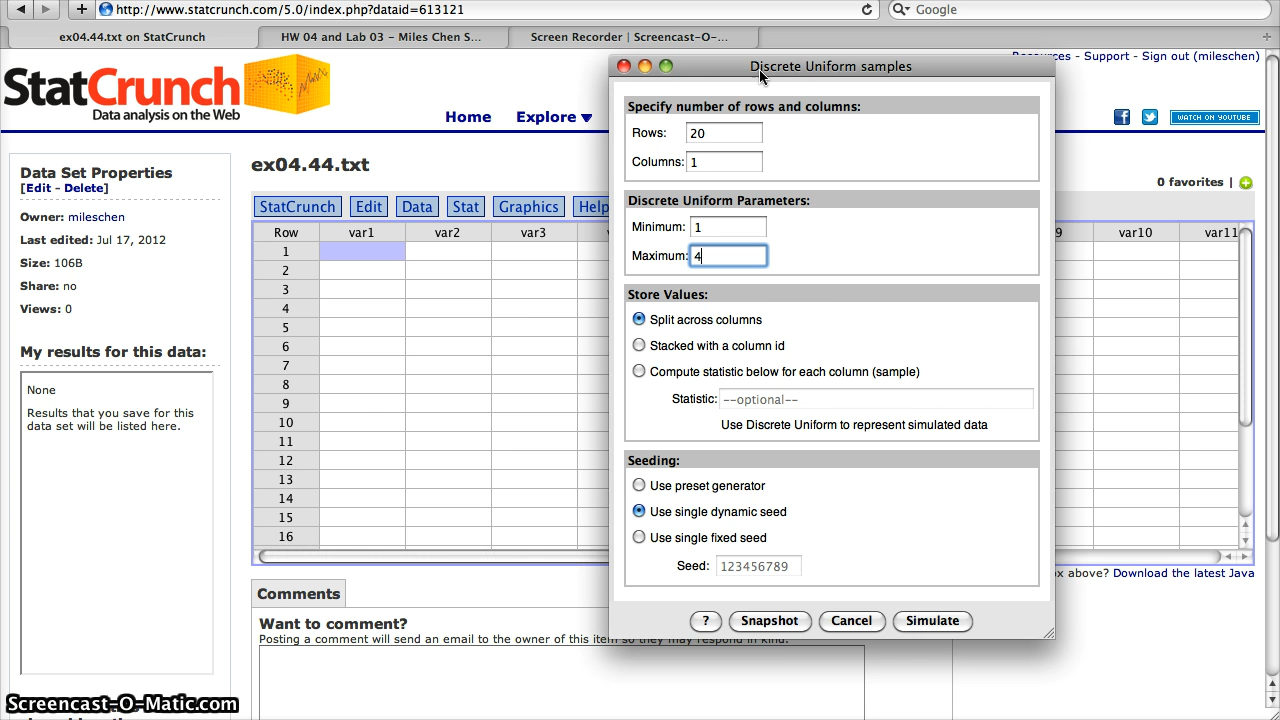 http://www.statcrunch.com/5.0/index.php?dataid=613121
Google
ex04.44.txt on StatCrunch
HW 04 and Lab 03 – Miles Chen S...
Screen Recorder | Screencast-O-...
Resources - Support - Sign out (mileschen)
StatCrunch
Data analysis on the Web
Home
Explore
WATCH ON YOUTUBE
Data Set Properties
[Edit - Delete]
Owner: mileschen
Last edited: Jul 17, 2012
Size: 106B
Share: no
Views: 0
My results for this data:
None
Results that you save for this
data set will be listed here.
ex04.44.txt
0 favorites |
StatCrunch
Edit
Data
Stat
Graphics
Help
Row
var1
var2
var3
9
var10
var11
1
2
3
4
5
6
7
8
9
10
11
12
13
14
15
16
Discrete Uniform samples
Specify number of rows and columns:
Rows: 20
Columns: 1
Discrete Uniform Parameters:
Minimum: 1
Maximum: 4
Store Values:
Split across columns
Stacked with a column id
Compute statistic below for each column (sample)
Statistic: --optional--
Use Discrete Uniform to represent simulated data
Seeding:
Use preset generator
Use single dynamic seed
Use single fixed seed
Seed: 123456789
?
Snapshot
Cancel
Simulate
ox above? Download the latest Java
Comments
Want to comment?
Posting a comment will send an email to the owner of this item so they may respond in kind.
Screencast-O-Matic.com